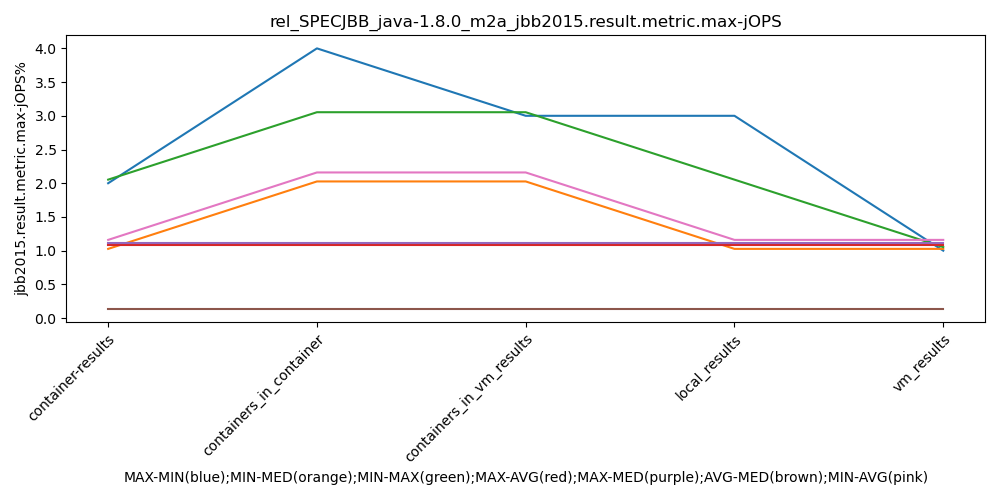 rel_SPECJBB_java-1.8.0_m2a_jbb2015.result.metric.max-jOPS
jbb2015.result.metric.max-jOPS%
4.0
3.5
3.0
2.5
2.0
1.5
1.0
0.5
0.0
container-results
containers_in_container
containers_in_vm_results
local_results
vm_results
MAX-MIN(blue);MIN-MED(orange);MIN-MAX(green);MAX-AVG(red);MAX-MED(purple);AVG-MED(brown);MIN-AVG(pink)